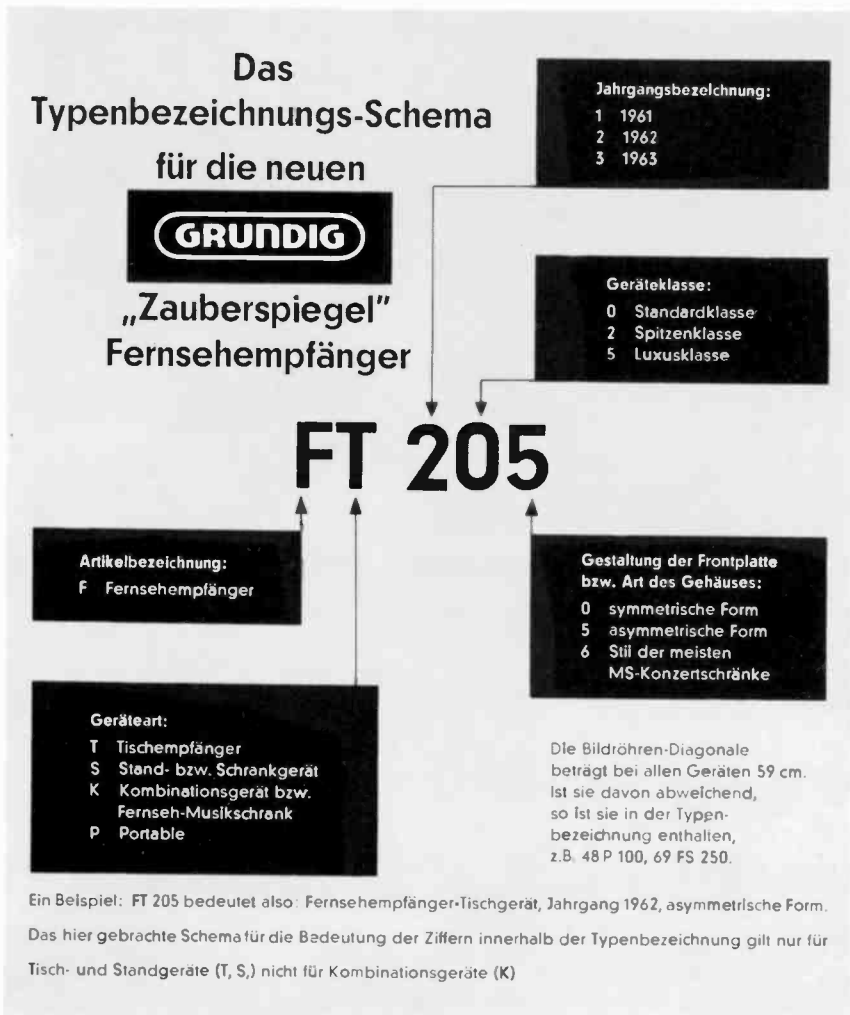 Das
Typenbezeichnungs-Schema
für die neuen
GRUNDIG
„Zauberspiegel"
Fernsehempfänger
Jahrgangsbezeichnung:
1 1961
2 1962
3 1963
Geräteklasse:
0 Standardklasse
2 Spitzenklasse
5 Luxusklasse
FT 205
Artikelbezeichnung:
F Fernsehempfänger
Geräteart:
T Tischempfänger
S Stand- bzw. Schrankgerät
K Kombinationsgerät bzw.
Fernseh-Musikschrank
P Portable
Gestaltung der Frontplatte
bzw. Art des Gehäuses:
0 symmetrische Form
5 asymmetrische Form
6 Stil der meisten
MS-Konzertschränke
Die Bildröhren-Diagonale
beträgt bei allen Geräten 59 cm.
Ist sie davon abweichend,
so ist sie in der Typen-
bezeichnung enthalten,
z.B. 48 P 100, 69 FS 250.
Ein Beispiel: FT 205 bedeutet also: Fernsehempfänger-Tischgerät, Jahrgang 1962, asymmetrische Form.
Das hier gebrachte Schema für die Bedeutung der Ziffern innerhalb der Typenbezeichnung gilt nur für
Tisch- und Standgeräte (T, S,) nicht für Kombinationsgeräte (K)